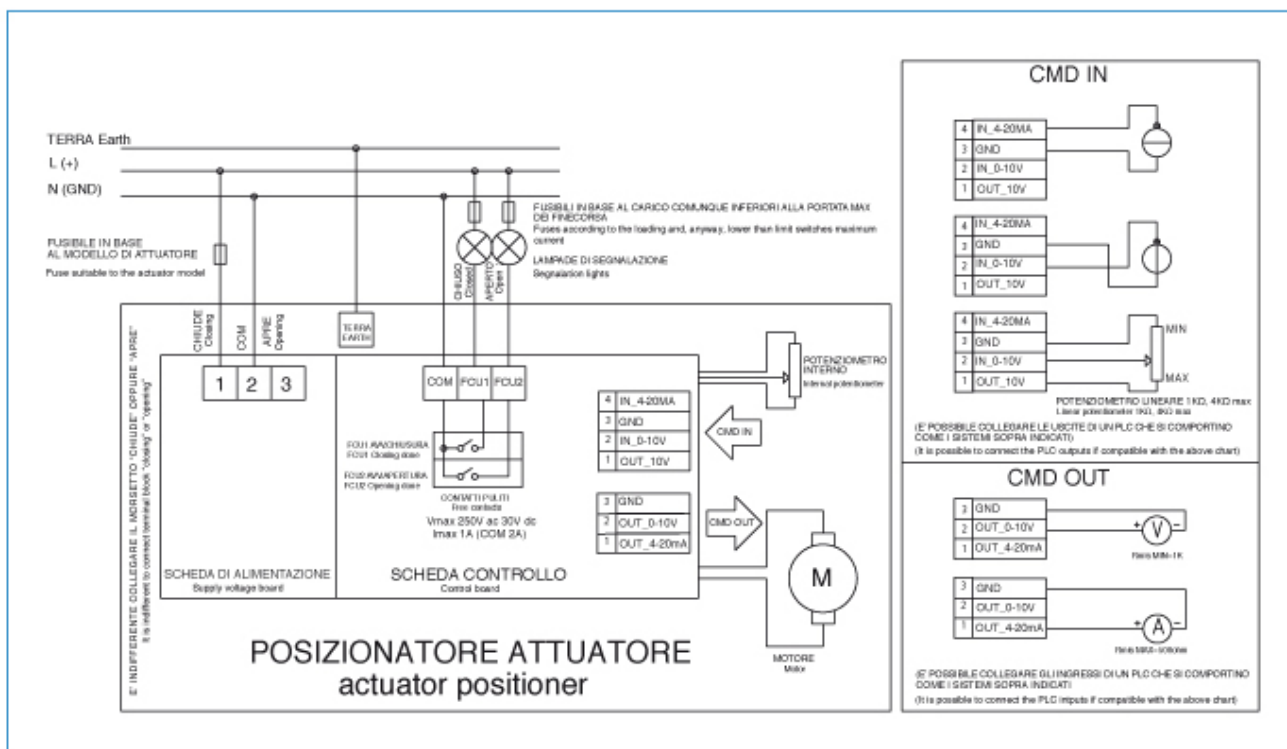 TERRA Earth
L (+)
N (GND)
FUSIBILE IN BASE
AL MODELLO DI ATTUATORE
Fuse suitable to the actuator model
FUSIBILI IN BASE AL CARICO COMUNQUE INFERIORI ALLA PORTATA MAX
DEI FINECORSA
Fuses according to the loading and, anyway, lower than limit switches maximum
current
LAMPADE DI SEGNALAZIONE
Segnalation lights
CHIUSO
Closed
APERTO
Open
CHIUDE
Closing
COM
APRE
Opening
TERRA
EARTH
E' INDIFFERENTE COLLEGARE IL MORSETTO "CHIUDE" OPPURE "APRE"
It is indifferent to connect terminal block "closing" or "opening"
1 2 3
COM FCU1 FCU2
FCU1 Closing done
FCU2 Opening done
CONTATTI PULITI
Free contacts
Vmax 250V ac 30V dc
Imax 1A (COM 2A)
4 IN_4-20MA
3 GND
2 IN_0-10V
1 OUT_10V
CMD IN
3 GND
2 OUT_0-10V
1 OUT_4-20mA
CMD OUT
POTENZIOMETRO
INTERNO
Internal potentiometer
M
MOTORE
Motor
SCHEDA DI ALIMENTAZIONE
Supply voltage board
SCHEDA CONTROLLO
Control board
POSIZIONATORE ATTUATORE
actuator positioner
CMD IN
4 IN_4-20MA
3 GND
2 IN_0-10V
1 OUT_10V
4 IN_4-20MA
3 GND
2 IN_0-10V
1 OUT_10V
4 IN_4-20MA
3 GND
2 IN_0-10V
1 OUT_10V
MIN
MAX
POTENZIOMETRO LINEARE 1KΩ, 4KΩ max
Linear potentiometer 1KΩ, 4KΩ max
(E' POSSIBILE COLLEGARE LE USCITE DI UN PLC CHE SI COMPORTINO
COME I SISTEMI SOPRA INDICATI)
(It is possible to connect the PLC outputs if compatible with the above chart)
CMD OUT
3 GND
2 OUT_0-10V
1 OUT_4-20mA
+ V -
3 GND
2 OUT_0-10V
1 OUT_4-20mA
+ A -
(E' POSSIBILE COLLEGARE GLI INGRESSI DI UN PLC CHE SI COMPORTINO
COME I SISTEMI SOPRA INDICATI
(It is possible to connect the PLC intputs if compatible with the above chart)